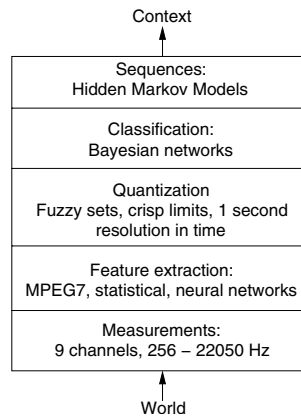 Context
Sequences:
Hidden Markov Models
Classification:
Bayesian networks
Quantization
Fuzzy sets, crisp limits, 1 second
resolution in time
Feature extraction:
MPEG7, statistical, neural networks
Measurements:
9 channels, 256 – 22050 Hz
World